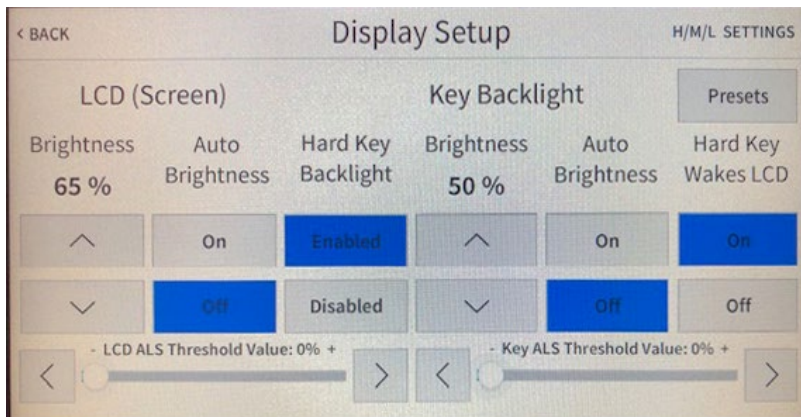 < BACK
Display Setup
H/M/L SETTINGS
LCD (Screen)
Key Backlight
Presets
Brightness
65 %
Auto
Brightness
Hard Key
Backlight
Brightness
50 %
Auto
Brightness
Hard Key
Wakes LCD
On
Enabled
On
On
Off
Disabled
Off
Off
- LCD ALS Threshold Value: 0% +
- Key ALS Threshold Value: 0% +